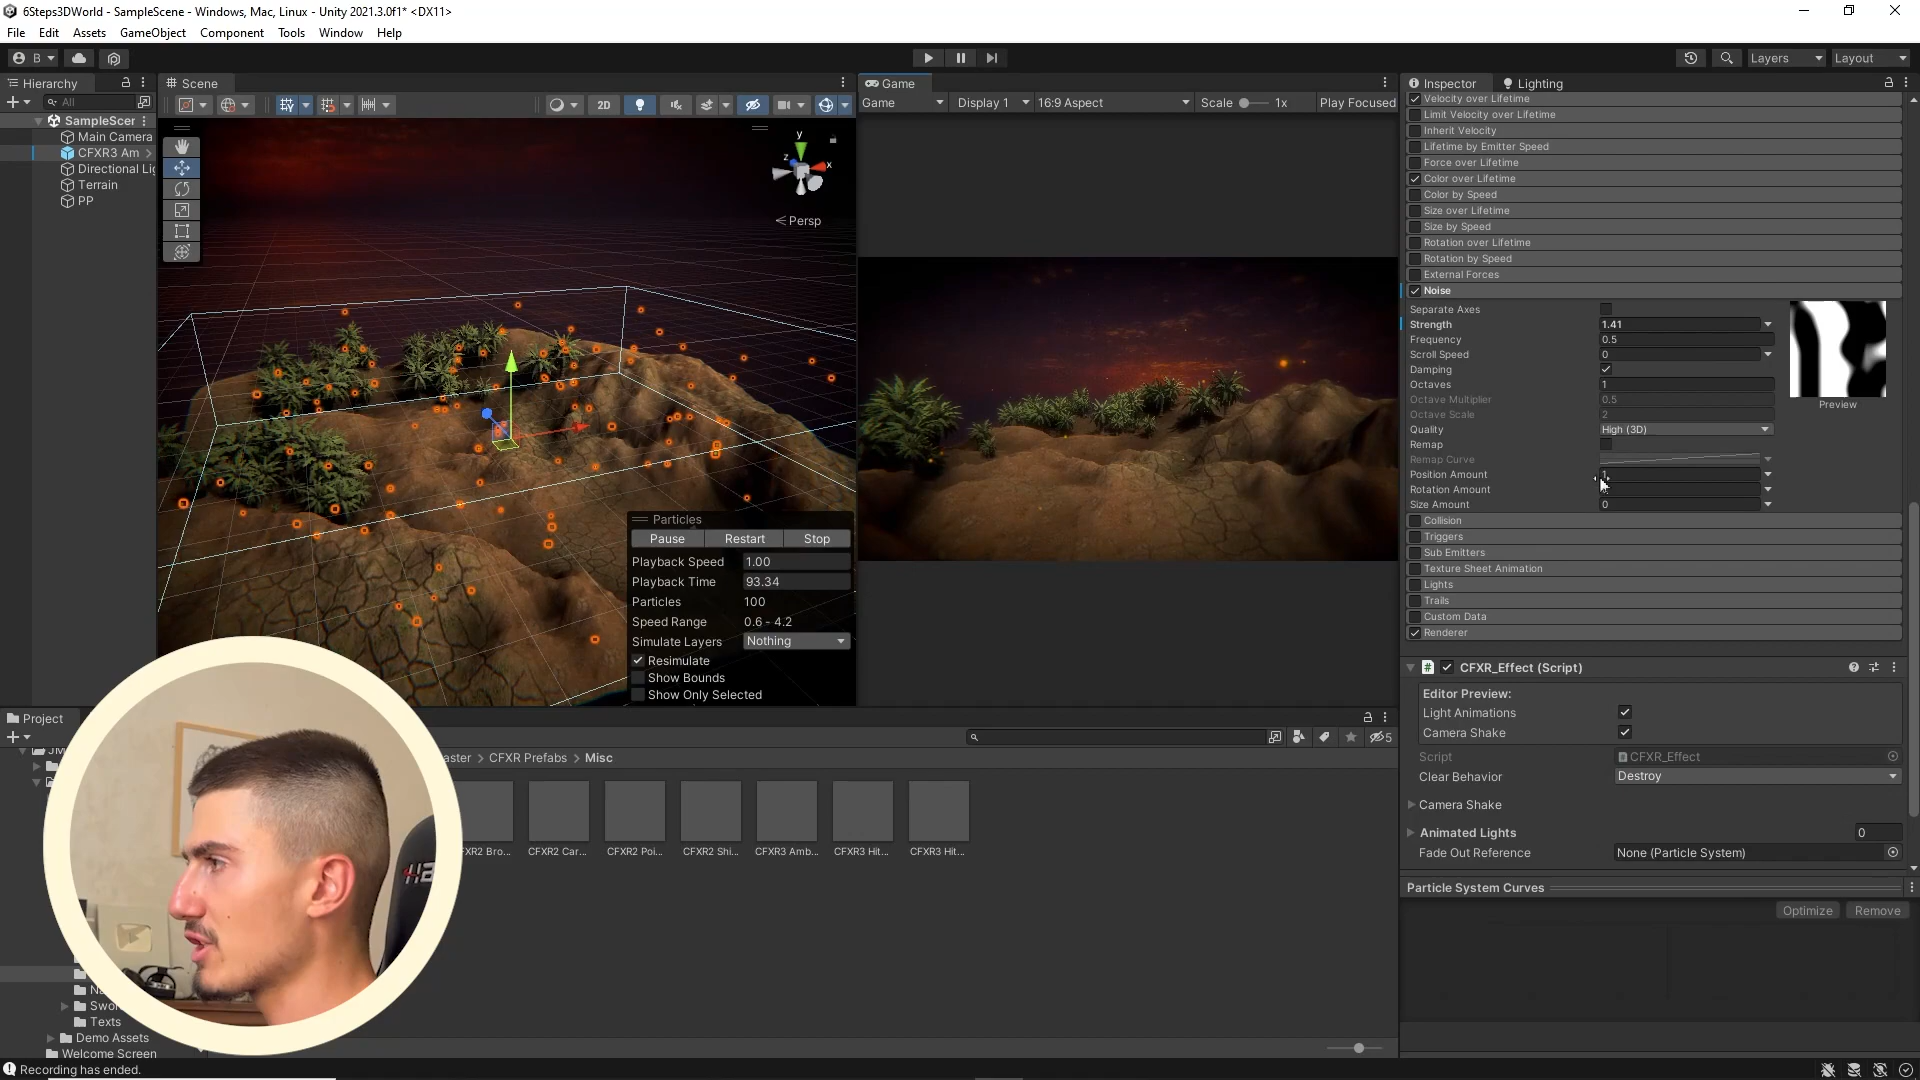 6Steps3DWorld - SampleScene - Windows, Mac, Linux - Unity 2021.3.0f1* <DX11>
File Edit Assets GameObject Component Tools Window Help
B Layers Layout
Hierarchy
All
SampleScer
Main Camera
CFXR3 Am
Directional Lig
Terrain
PP
Scene
2D
y
z
x
Persp
Particles
Pause Restart Stop
Playback Speed 1.00
Playback Time 93.34
Particles 100
Speed Range 0.6 - 4.2
Simulate Layers Nothing
Resimulate
Show Bounds
Show Only Selected
Game
Game Display 1 16:9 Aspect Scale 1x Play Focused
Inspector Lighting
Velocity over Lifetime
Limit Velocity over Lifetime
Inherit Velocity
Lifetime by Emitter Speed
Force over Lifetime
Color over Lifetime
Color by Speed
Size over Lifetime
Size by Speed
Rotation over Lifetime
Rotation by Speed
External Forces
Noise
Separate Axes
Strength 1.41
Frequency 0.5
Scroll Speed 0
Damping
Octaves 1
Octave Multiplier 0.5
Octave Scale 2
Quality High (3D)
Remap
Remap Curve
Position Amount 1
Rotation Amount
Size Amount 0
Preview
Collision
Triggers
Sub Emitters
Texture Sheet Animation
Lights
Trails
Custom Data
Renderer
CFXR_Effect (Script)
Editor Preview:
Light Animations
Camera Shake
Script CFXR_Effect
Clear Behavior Destroy
Camera Shake
Animated Lights 0
Fade Out Reference None (Particle System)
Particle System Curves
Optimize Remove
Project
5
aster > CFXR Prefabs > Misc
FXR2 Bro... CFXR2 Car... CFXR2 Poi... CFXR2 Shi... CFXR3 Amb... CFXR3 Hit... CFXR3 Hit...
JM
Na
Swor
Texts
Demo Assets
Welcome Screen
Recording has ended.